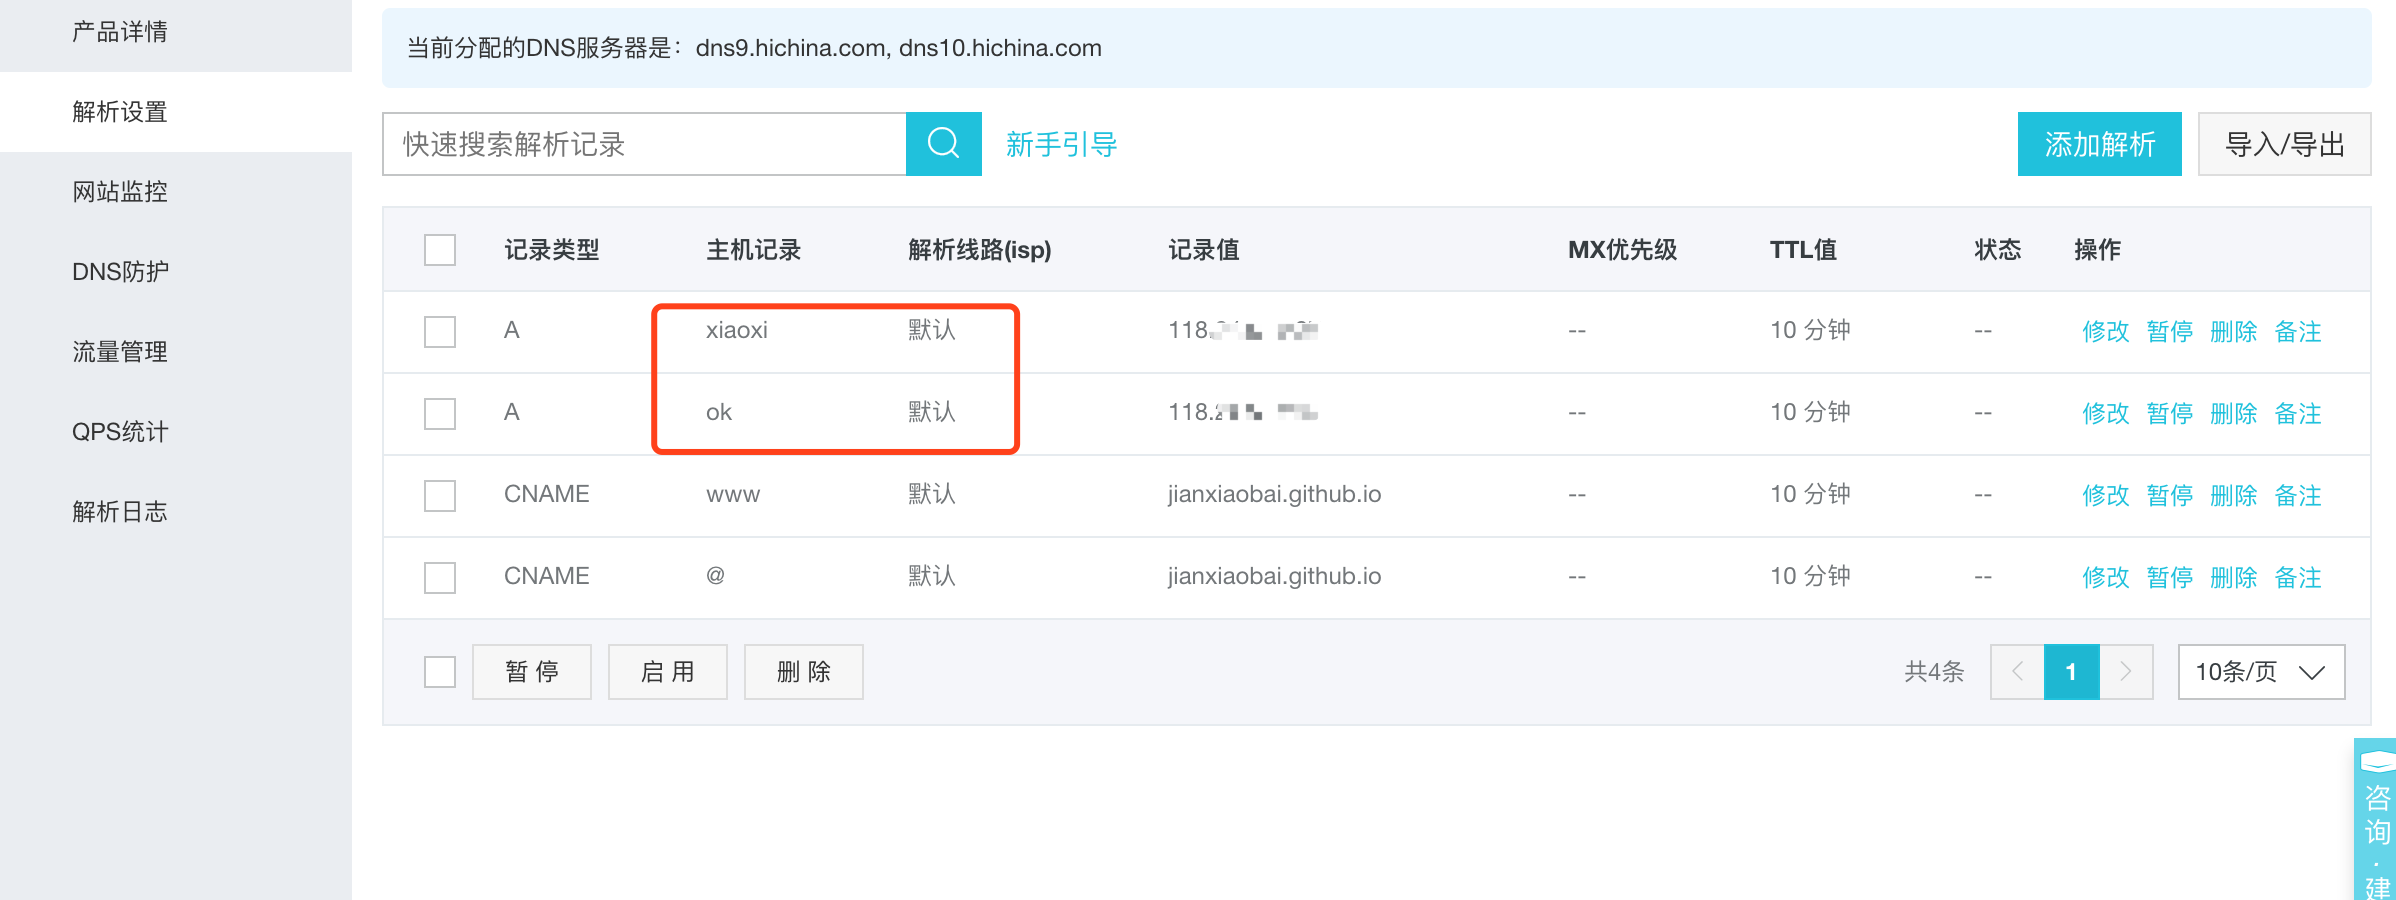 产品详情
解析设置
网站监控
DNS防护
流量管理
QPS统计
解析日志
当前分配的DNS服务器是：dns9.hichina.com, dns10.hichina.com
快速搜索解析记录 新手引导 添加解析 导入/导出
记录类型 主机记录 解析线路(isp) 记录值 MX优先级 TTL值 状态 操作
A xiaoxi 默认 118. -- 10 分钟 -- 修改 暂停 删除 备注
A ok 默认 118. -- 10 分钟 -- 修改 暂停 删除 备注
CNAME www 默认 jianxiaobai.github.io -- 10 分钟 -- 修改 暂停 删除 备注
CNAME @ 默认 jianxiaobai.github.io -- 10 分钟 -- 修改 暂停 删除 备注
暂停 启用 删除 共4条 1 10条/页
咨询·建